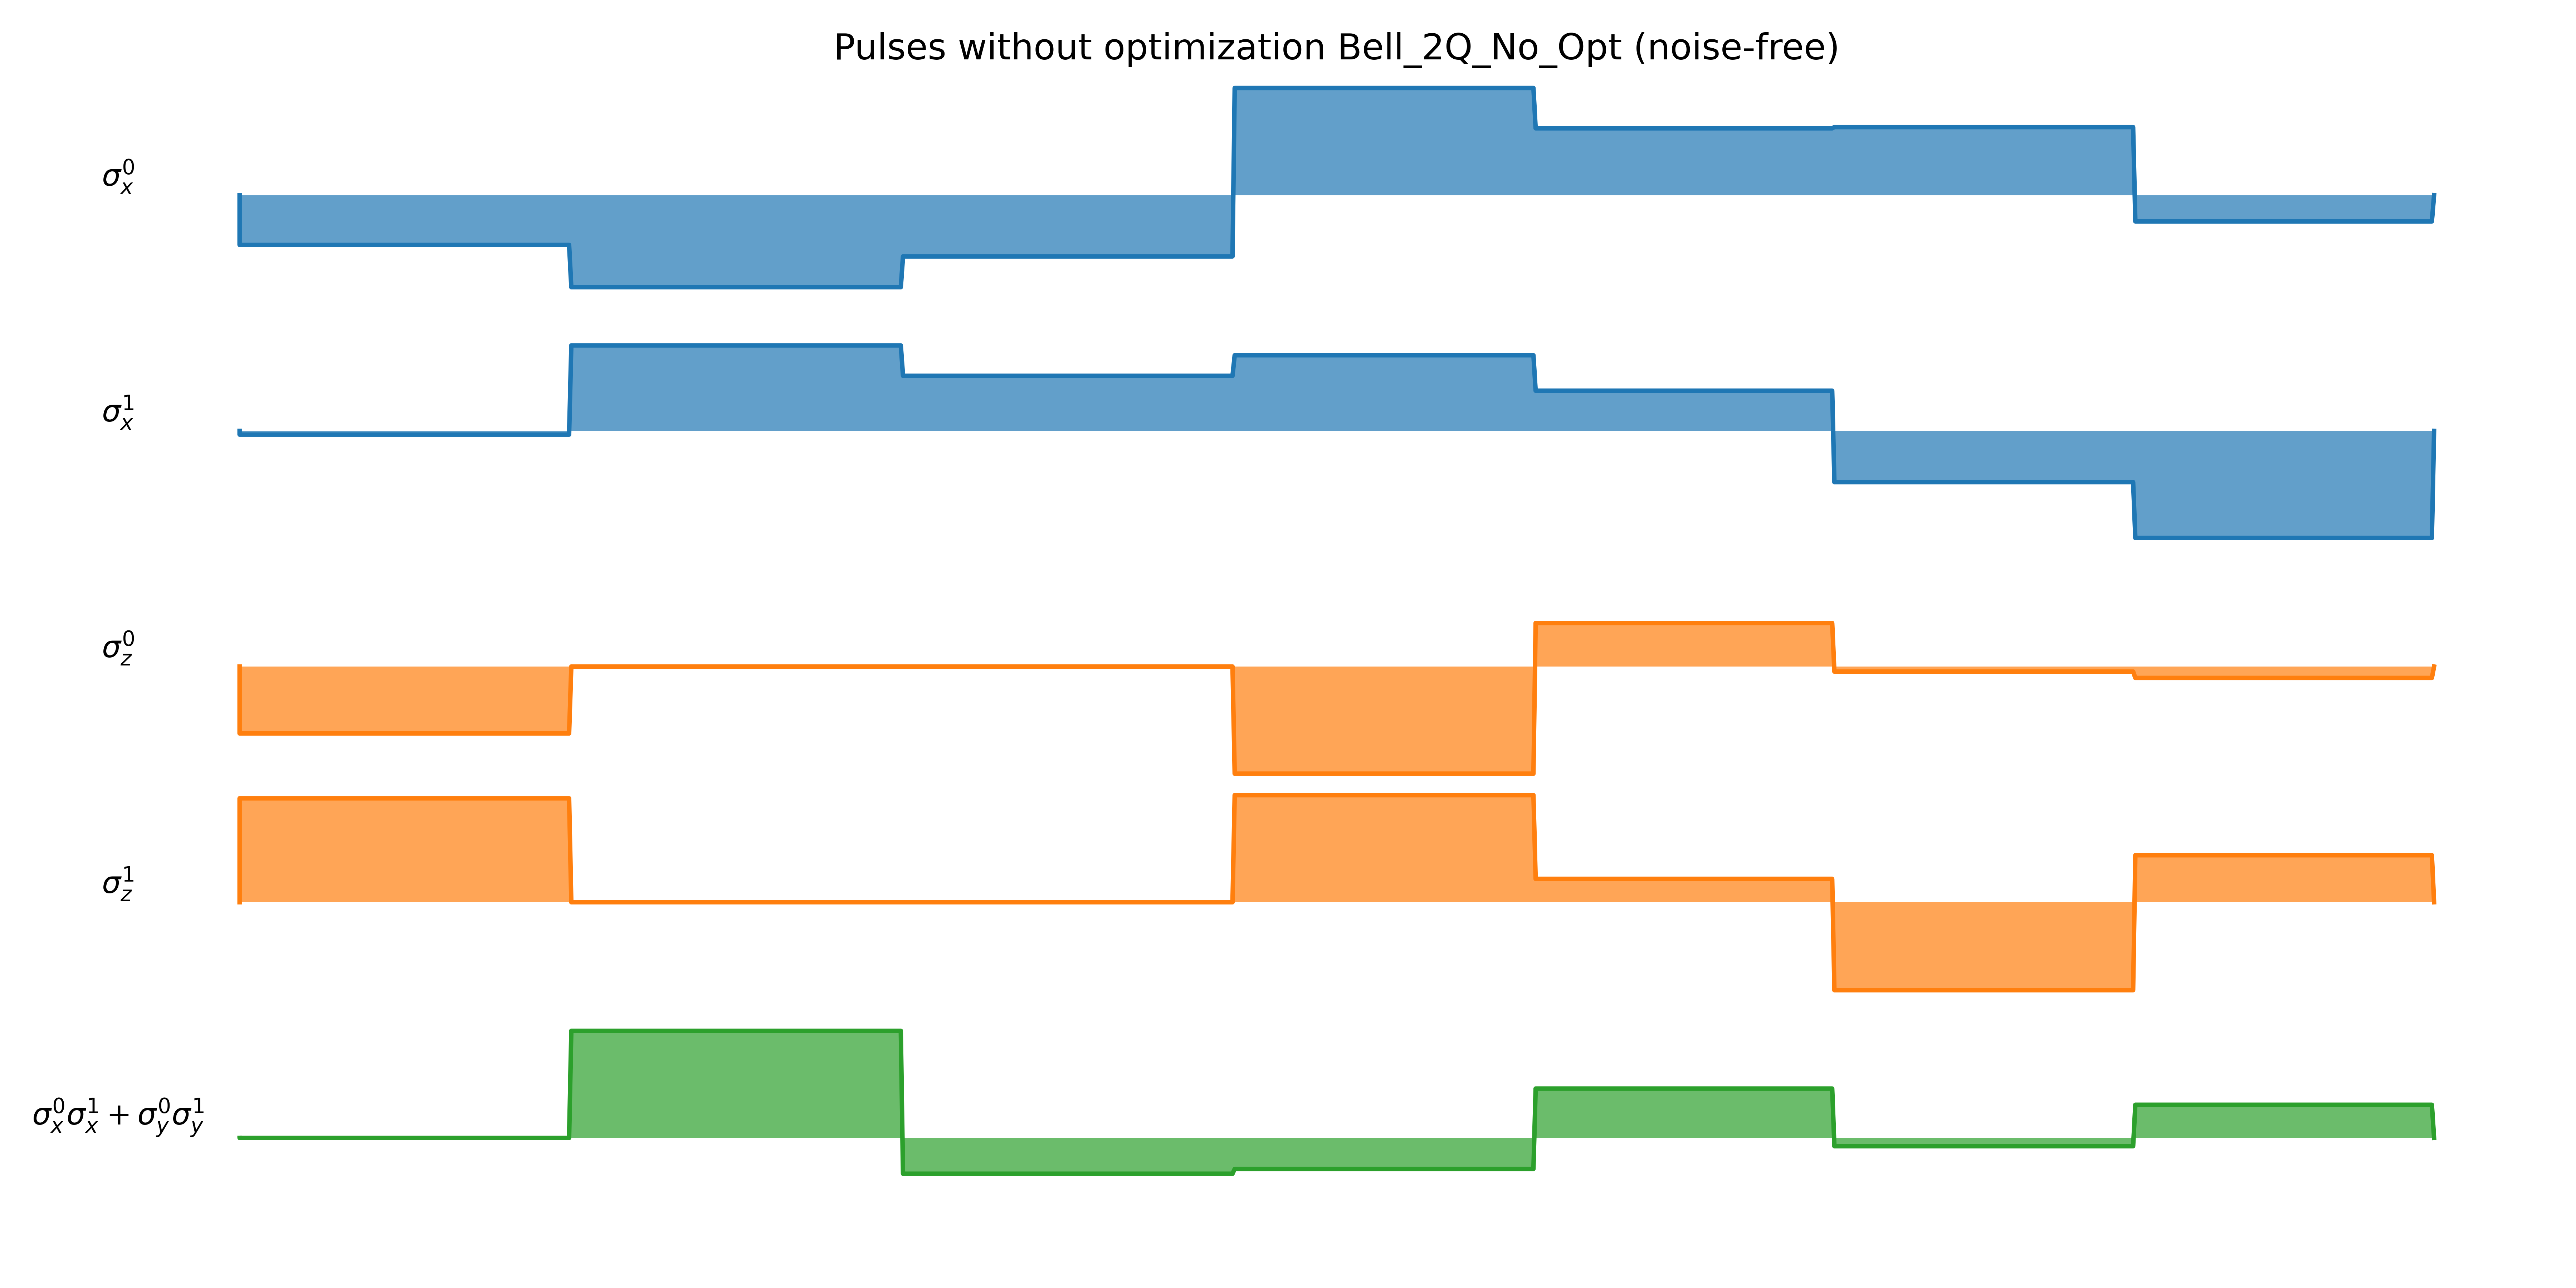 Pulses without optimization Bell_2Q_No_Opt (noise-free)
σ_x^0
σ_x^1
σ_z^0
σ_z^1
σ_x^0σ_x^1 + σ_y^0σ_y^1